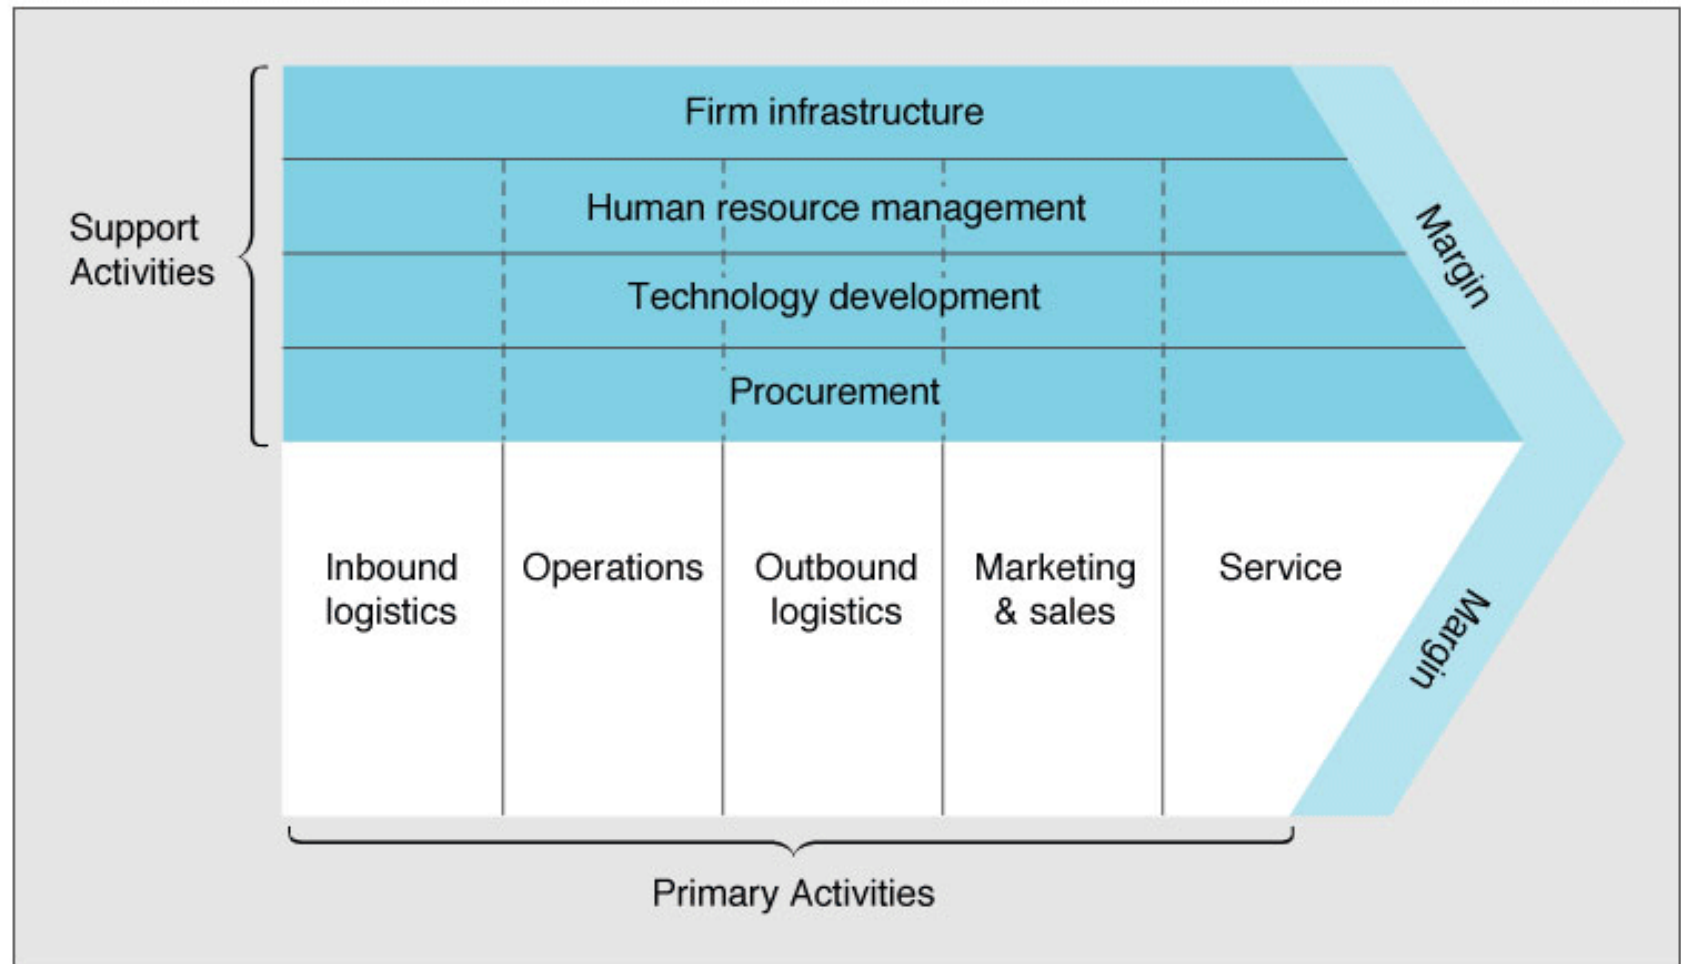 Firm infrastructure
Human resource management
Support
Activities
Technology development
Procurement
Margin
Inbound
logistics
Operations
Outbound
logistics
Marketing
& sales
Service
Margin
Primary Activities